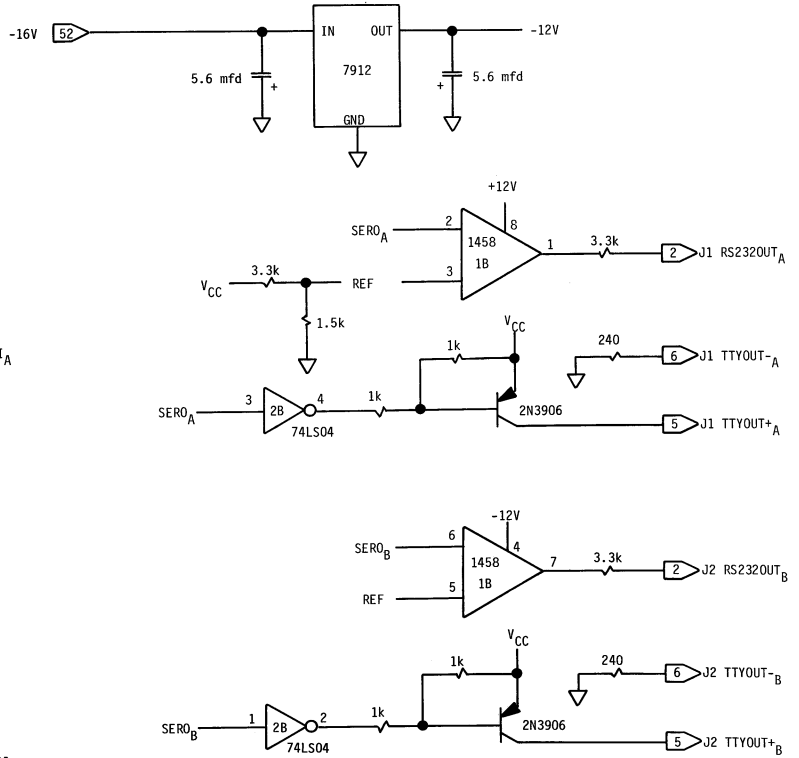 -16V 52 IN OUT -12V
5.6 mfd + 7912 + 5.6 mfd
GND
+12V
SERO_A 2 1458 8 1 3.3k 2 J1 RS232OUT_A
1B
V_CC 3.3k REF 3
1.5k
V_CC
1k 240 6 J1 TTYOUT-_A
SERO_A 3 2B 4 1k 2N3906
74LS04 5 J1 TTYOUT+_A
-12V
SERO_B 6 1458 4 7 3.3k 2 J2 RS232OUT_B
1B
REF 5
V_CC
1k 240 6 J2 TTYOUT-_B
SERO_B 1 2B 2 1k 2N3906
74LS04 5 J2 TTYOUT+_B